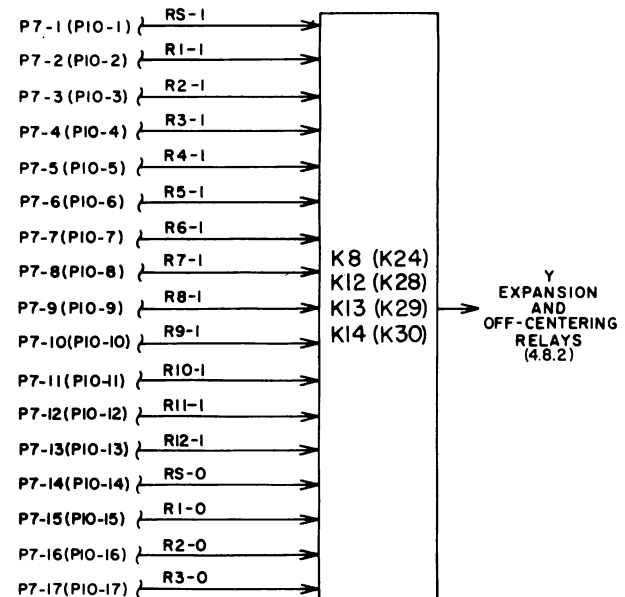 P7-1(P10-1) RS-1
P7-2(P10-2) R1-1
P7-3(P10-3) R2-1
P7-4(P10-4) R3-1
P7-5(P10-5) R4-1
P7-6(P10-6) R5-1
P7-7(P10-7) R6-1
P7-8(P10-8) R7-1
P7-9(P10-9) R8-1
P7-10(P10-10) R9-1
P7-11(P10-11) R10-1
P7-12(P10-12) R11-1
P7-13(P10-13) R12-1
P7-14(P10-14) RS-0
P7-15(P10-15) R1-0
P7-16(P10-16) R2-0
P7-17(P10-17) R3-0
K8 (K24)
K12 (K28)
K13 (K29)
K14 (K30)
Y
EXPANSION
AND
OFF-CENTERING
RELAYS
(4.8.2)